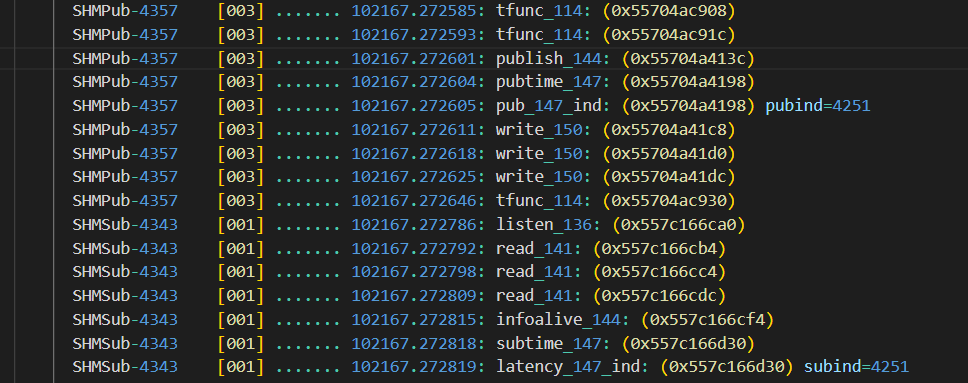 SHMPub-4357 [003] ....... 102167.272585: tfunc_114: (0x55704ac908)
SHMPub-4357 [003] ....... 102167.272593: tfunc_114: (0x55704ac91c)
SHMPub-4357 [003] ....... 102167.272601: publish_144: (0x55704a413c)
SHMPub-4357 [003] ....... 102167.272604: pubtime_147: (0x55704a4198)
SHMPub-4357 [003] ....... 102167.272605: pub_147_ind: (0x55704a4198) pubind=4251
SHMPub-4357 [003] ....... 102167.272611: write_150: (0x55704a41c8)
SHMPub-4357 [003] ....... 102167.272618: write_150: (0x55704a41d0)
SHMPub-4357 [003] ....... 102167.272625: write_150: (0x55704a41dc)
SHMPub-4357 [003] ....... 102167.272646: tfunc_114: (0x55704ac930)
SHMSub-4343 [001] ....... 102167.272786: listen_136: (0x557c166ca0)
SHMSub-4343 [001] ....... 102167.272792: read_141: (0x557c166cb4)
SHMSub-4343 [001] ....... 102167.272798: read_141: (0x557c166cc4)
SHMSub-4343 [001] ....... 102167.272809: read_141: (0x557c166cdc)
SHMSub-4343 [001] ....... 102167.272815: infoalive_144: (0x557c166cf4)
SHMSub-4343 [001] ....... 102167.272818: subtime_147: (0x557c166d30)
SHMSub-4343 [001] ....... 102167.272819: latency_147_ind: (0x557c166d30) subind=4251